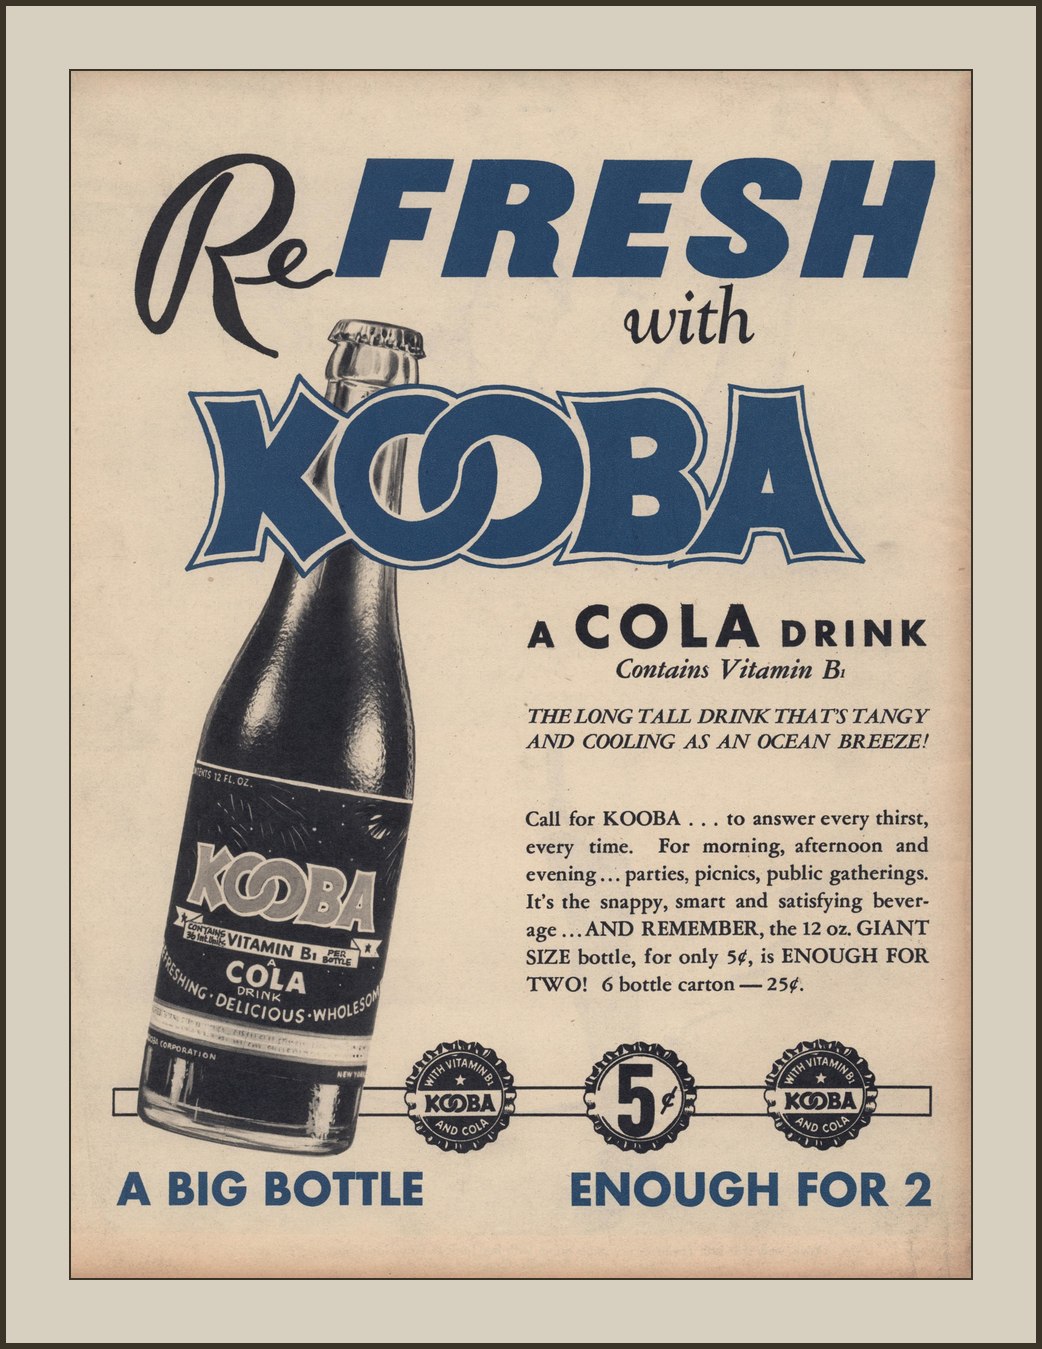 ReFRESH
with
KOOBA
A COLA DRINK
Contains Vitamin B1
THE LONG TALL DRINK THAT'S TANGY
AND COOLING AS AN OCEAN BREEZE!
Call for KOOBA . . . to answer every thirst,
every time. For morning, afternoon and
evening... parties, picnics, public gatherings.
It's the snappy, smart and satisfying bever-
age ...AND REMEMBER, the 12 oz. GIANT
SIZE bottle, for only 5¢, is ENOUGH FOR
TWO! 6 bottle carton — 25¢.
12 FL. OZ.
KOOBA
CONTAINS
36 Int. Units
VITAMIN B1
PER
BOTTLE
A
COLA
DRINK
FRESHING · DELICIOUS · WHOLESOM
CORPORATION
NEW YORK
WITH VITAMIN B1
KOOBA
AND COLA
5¢
WITH VITAMIN B1
KOOBA
AND COLA
A BIG BOTTLE
ENOUGH FOR 2